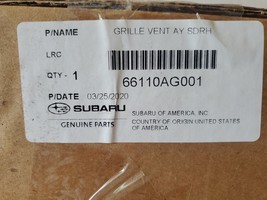 P/NAME GRILLE VENT AY SDRH
LRC
QTY - 1 66110AG001
P/DATE 03/25/2020
SUBARU SUBARU OF AMERICA, INC
GENUINE PARTS COUNTRY OF ORIGIN UNITED STATES
OF AMERICA